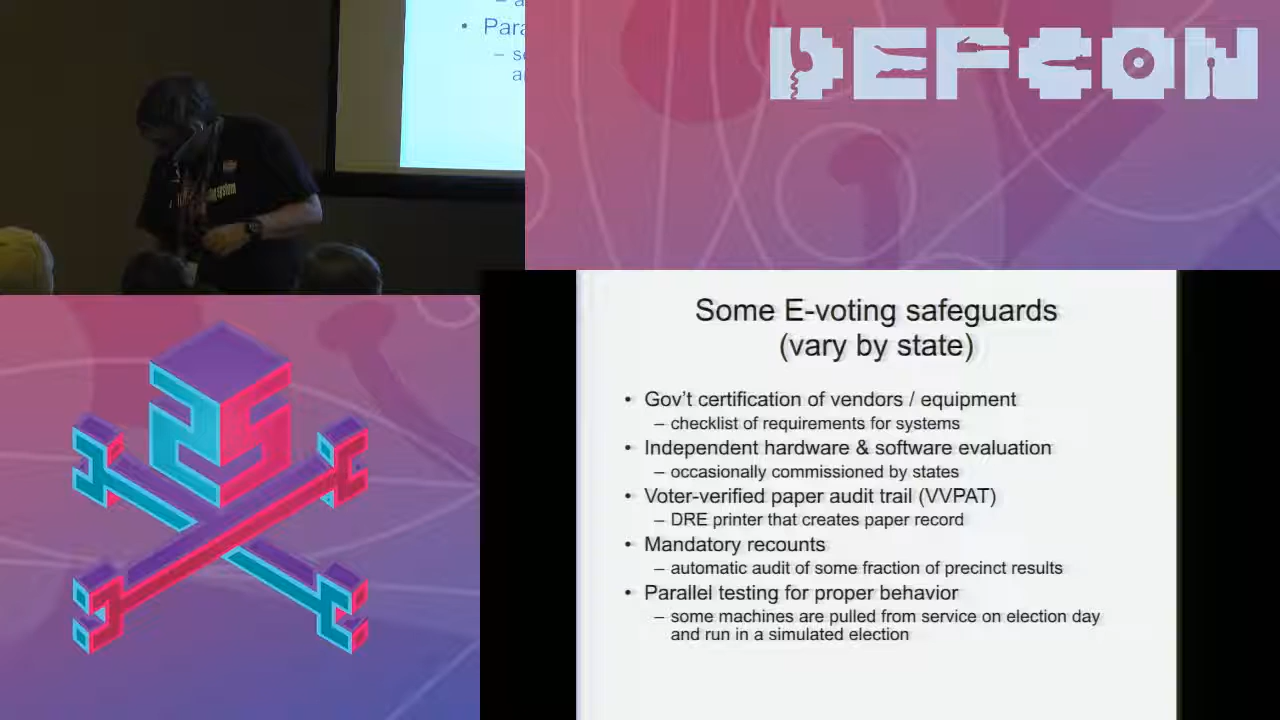 DEFCON
Some E-voting safeguards
(vary by state)
• Gov't certification of vendors / equipment
– checklist of requirements for systems
• Independent hardware & software evaluation
– occasionally commissioned by states
• Voter-verified paper audit trail (VVPAT)
– DRE printer that creates paper record
• Mandatory recounts
– automatic audit of some fraction of precinct results
• Parallel testing for proper behavior
– some machines are pulled from service on election day
and run in a simulated election
25